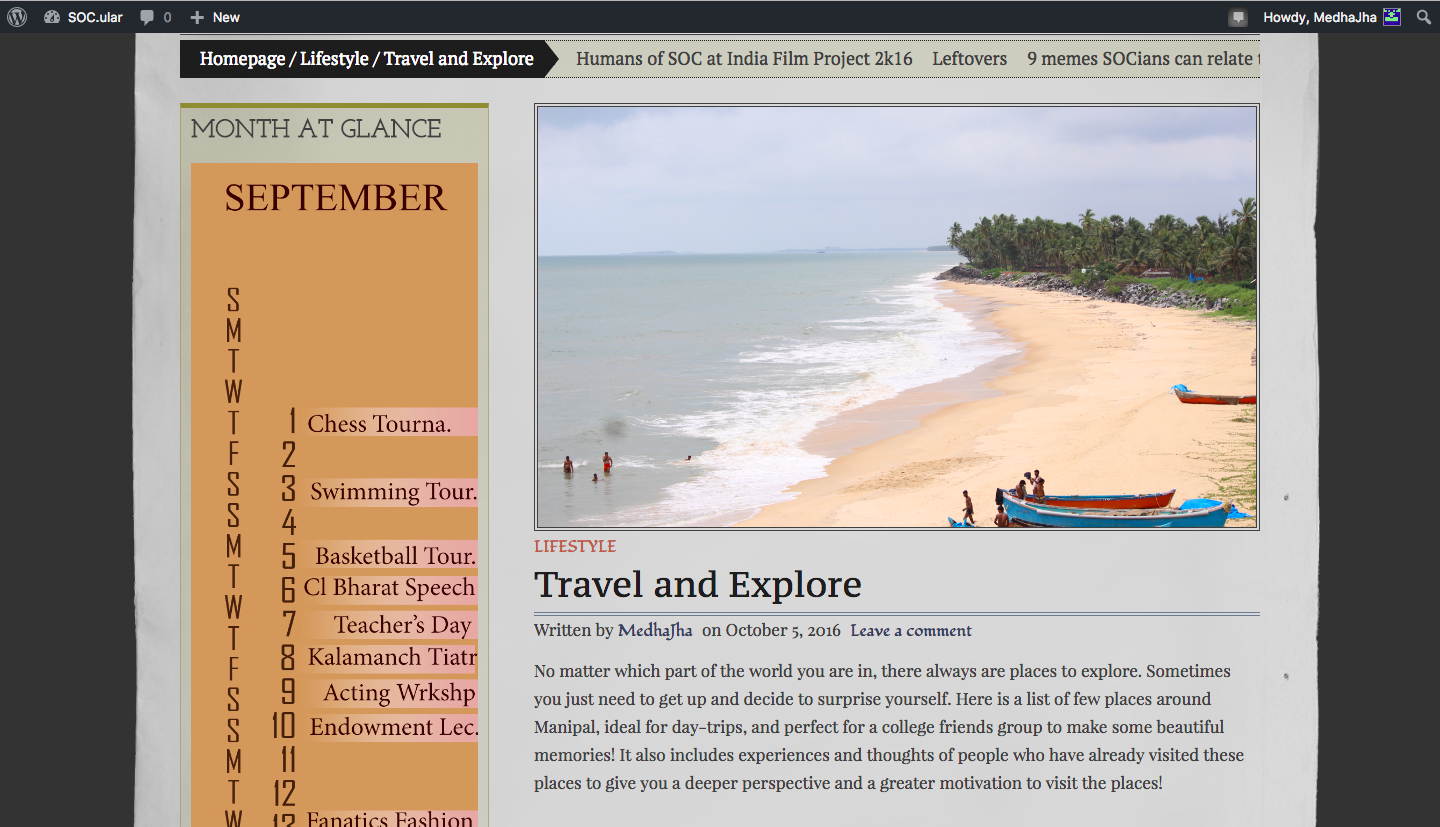 SOC.ular 0 New Howdy, MedhaJha
Homepage / Lifestyle / Travel and Explore Humans of SOC at India Film Project 2k16 Leftovers 9 memes SOCians can relate
MONTH AT GLANCE
SEPTEMBER
S
M
T
W
T 1 Chess Tourna.
F 2
S 3 Swimming Tour.
S 4
M 5 Basketball Tour.
T 6 Cl Bharat Speech
W 7 Teacher's Day
T 8 Kalamanch Tiatr
F 9 Acting Wrkshp
S 10 Endowment Lec.
S 11
M 12
T 13 Fanatics Fashion
W
LIFESTYLE
Travel and Explore
Written by MedhaJha on October 5, 2016 Leave a comment
No matter which part of the world you are in, there always are places to explore. Sometimes
you just need to get up and decide to surprise yourself. Here is a list of few places around
Manipal, ideal for day-trips, and perfect for a college friends group to make some beautiful
memories! It also includes experiences and thoughts of people who have already visited these
places to give you a deeper perspective and a greater motivation to visit the places!